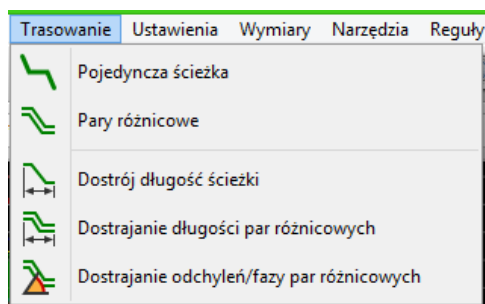 Trasowanie Ustawienia Wymiary Narzędzia Reguły
Pojedyncza ścieżka
Pary różnicowe
Dostrój długość ścieżki
Dostrajanie długości par różnicowych
Dostrajanie odchyleń/fazy par różnicowych